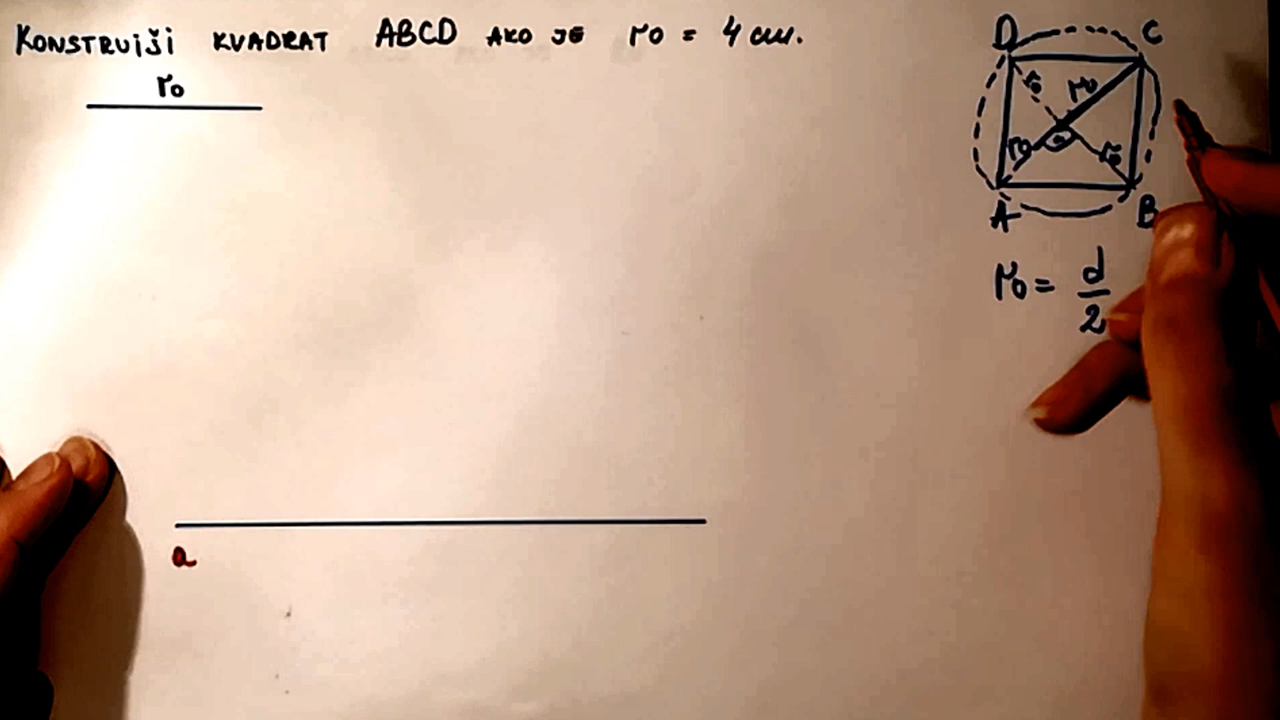 KONSTRUIŠI KVADRAT ABCD AKO JE r₀ = 4 cm.
r₀
D C
r₀ r₀
r₀ r₀
A B
r₀ = d/2
a